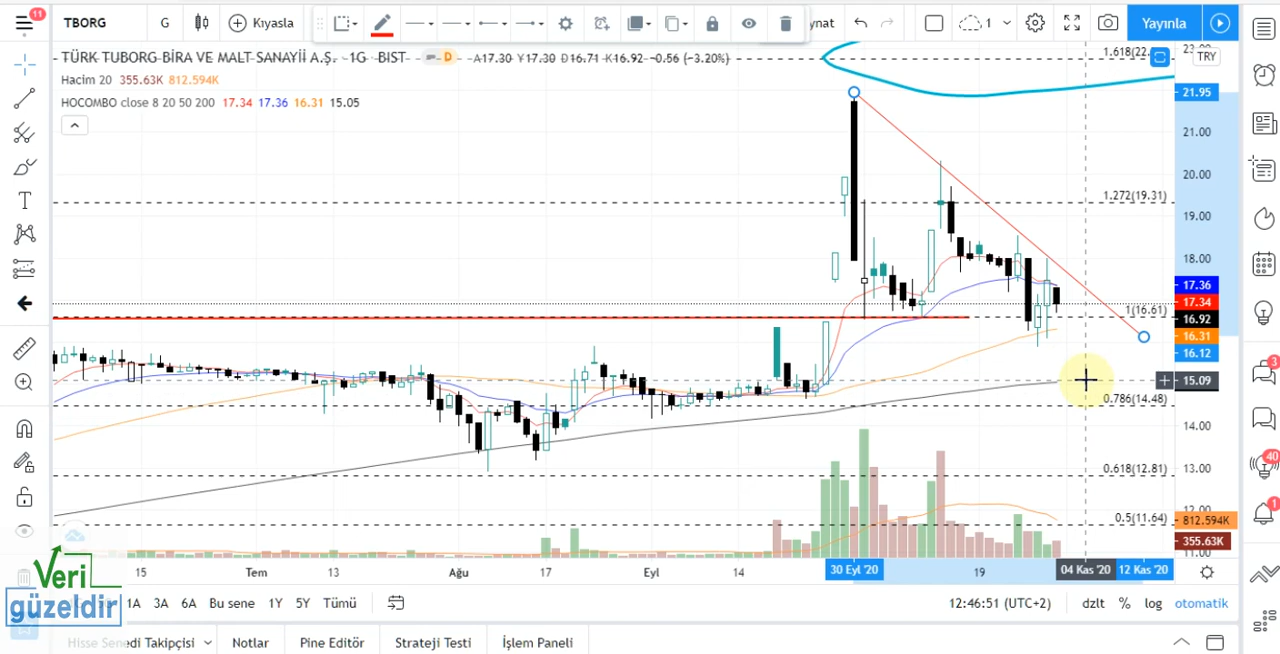 11
TBORG
G
Kıyasla
ynat
1
Yayınla
TÜRK TUBORG BİRA VE MALT SANAYİİ A.Ş. · 1G · BIST
D
A17.30 Y17.30 D16.71 K16.92 −0.56 (−3.20%)
Hacim 20 355.63K 812.594K
HOCOMBO close 8 20 50 200 17.34 17.36 16.31 15.05
TRY
1.618(22.
1.272(19.31)
1(16.61)
0.786(14.48)
0.618(12.81)
0.5(11.64)
21.95
21.00
20.00
19.00
18.00
17.36
17.34
16.92
16.31
16.12
15.09
14.00
13.00
812.594K
355.63K
11.00
15
Tem
13
Ağu
17
Eyl
14
30 Eyl '20
19
04 Kas '20
12 Kas '20
3
40
1
Veri
güzeldir
1A 3A 6A Bu sene 1Y 5Y Tümü
12:46:51 (UTC+2)
dzlt % log otomatik
Hisse Senedi Takipçisi
Notlar
Pine Editör
Strateji Testi
İşlem Paneli